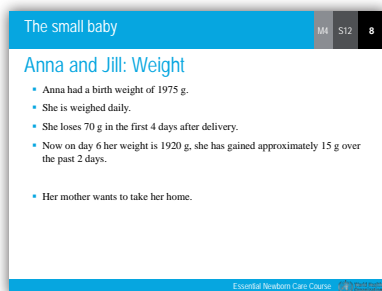 The small baby
M4 S12 8
Anna and Jill: Weight
Anna had a birth weight of 1975 g.
She is weighed daily.
She loses 70 g in the first 4 days after delivery.
Now on day 6 her weight is 1920 g, she has gained approximately 15 g over
the past 2 days.
Her mother wants to take her home.
Essential Newborn Care Course